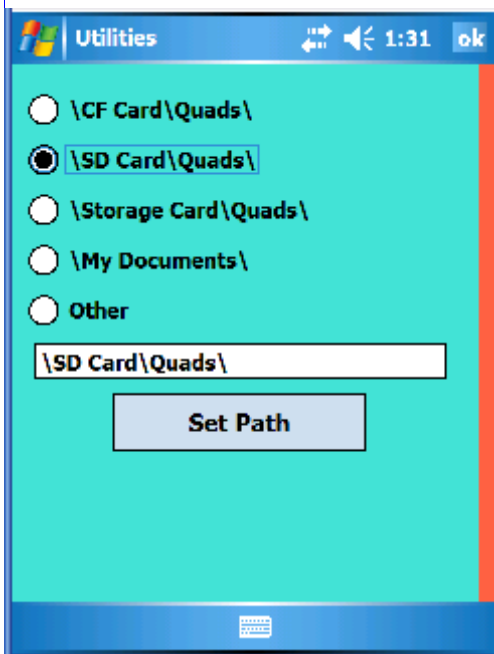 Utilities 1:31 ok
\CF Card\Quads\
\SD Card\Quads\
\Storage Card\Quads\
\My Documents\
Other
\SD Card\Quads\
Set Path